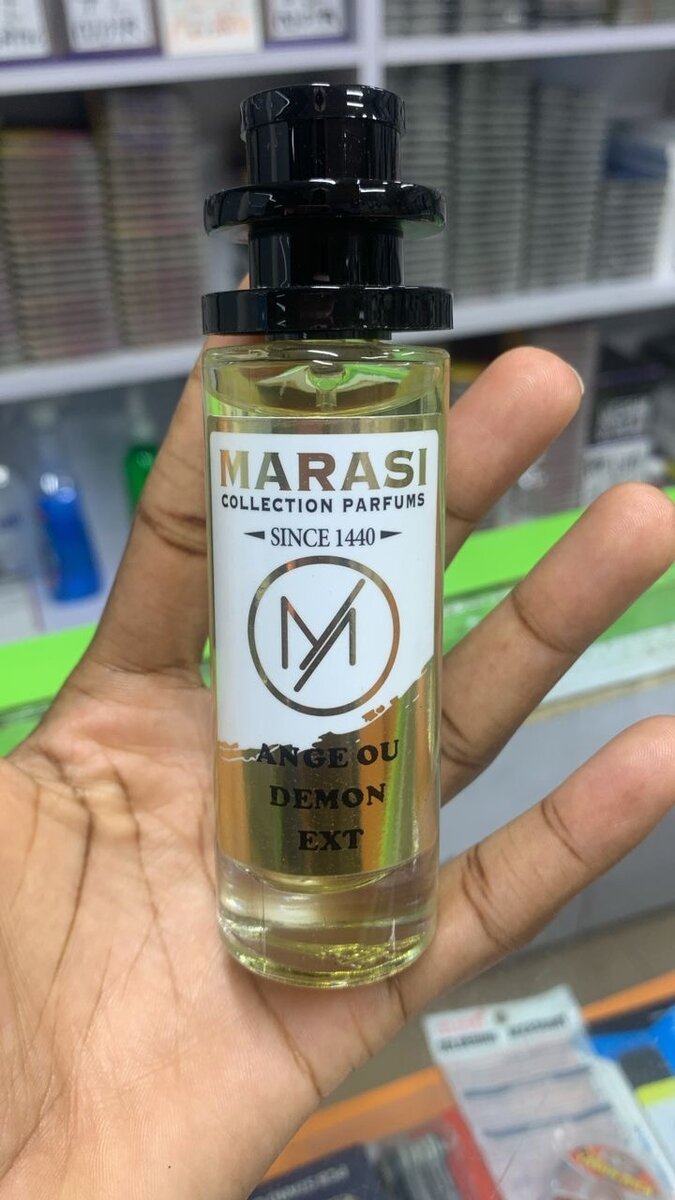 MARASI
COLLECTION PARFUMS
SINCE 1440
ANGE OU
DEMON
EXT